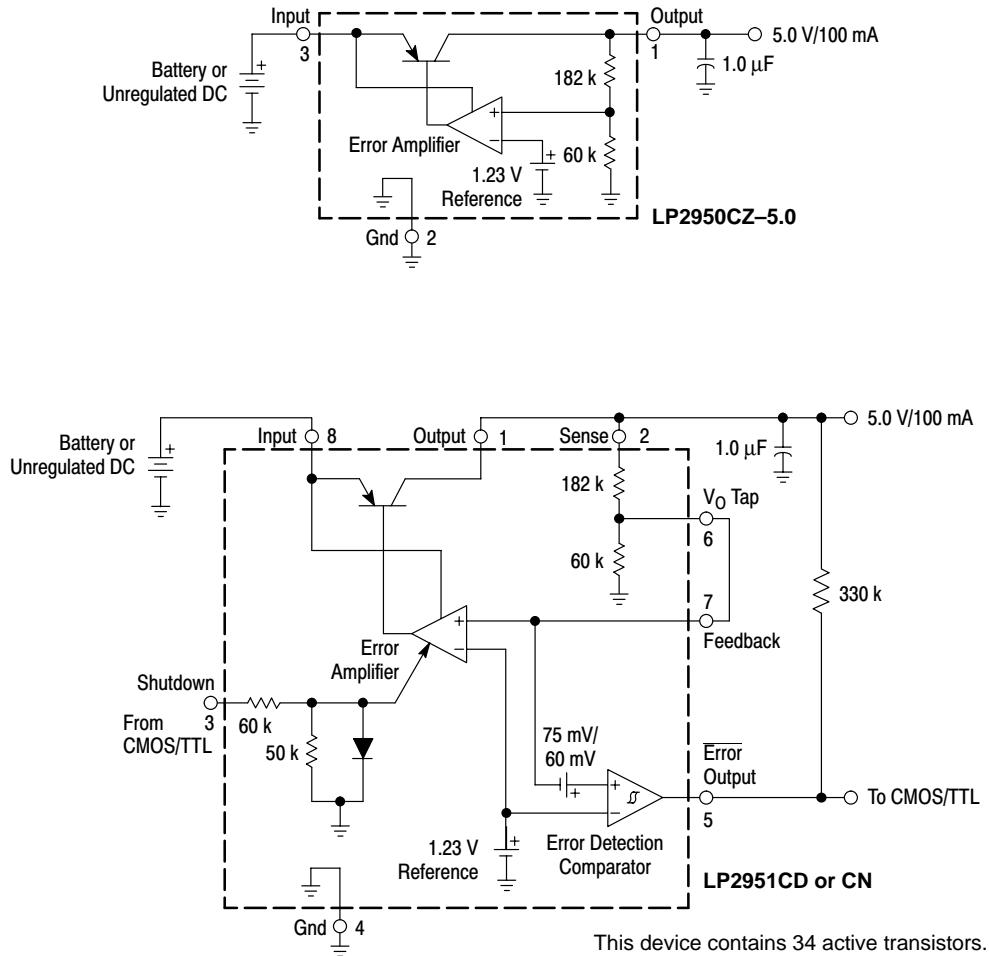 Input
3
Output
1
5.0 V/100 mA
1.0 μF
Battery or
Unregulated DC
+
182 k
+
–
Error Amplifier
+
60 k
1.23 V
Reference
LP2950CZ–5.0
Gnd
2
5.0 V/100 mA
Input
8
Output
1
Sense
2
1.0 μF
Battery or
Unregulated DC
+
182 k
VO Tap
6
60 k
330 k
7
Feedback
+
–
Error
Amplifier
Shutdown
3
From
CMOS/TTL
60 k
50 k
75 mV/
60 mV
+
+
–
Error
Output
5
To CMOS/TTL
1.23 V
Reference
+
Error Detection
Comparator
LP2951CD or CN
Gnd
4
This device contains 34 active transistors.